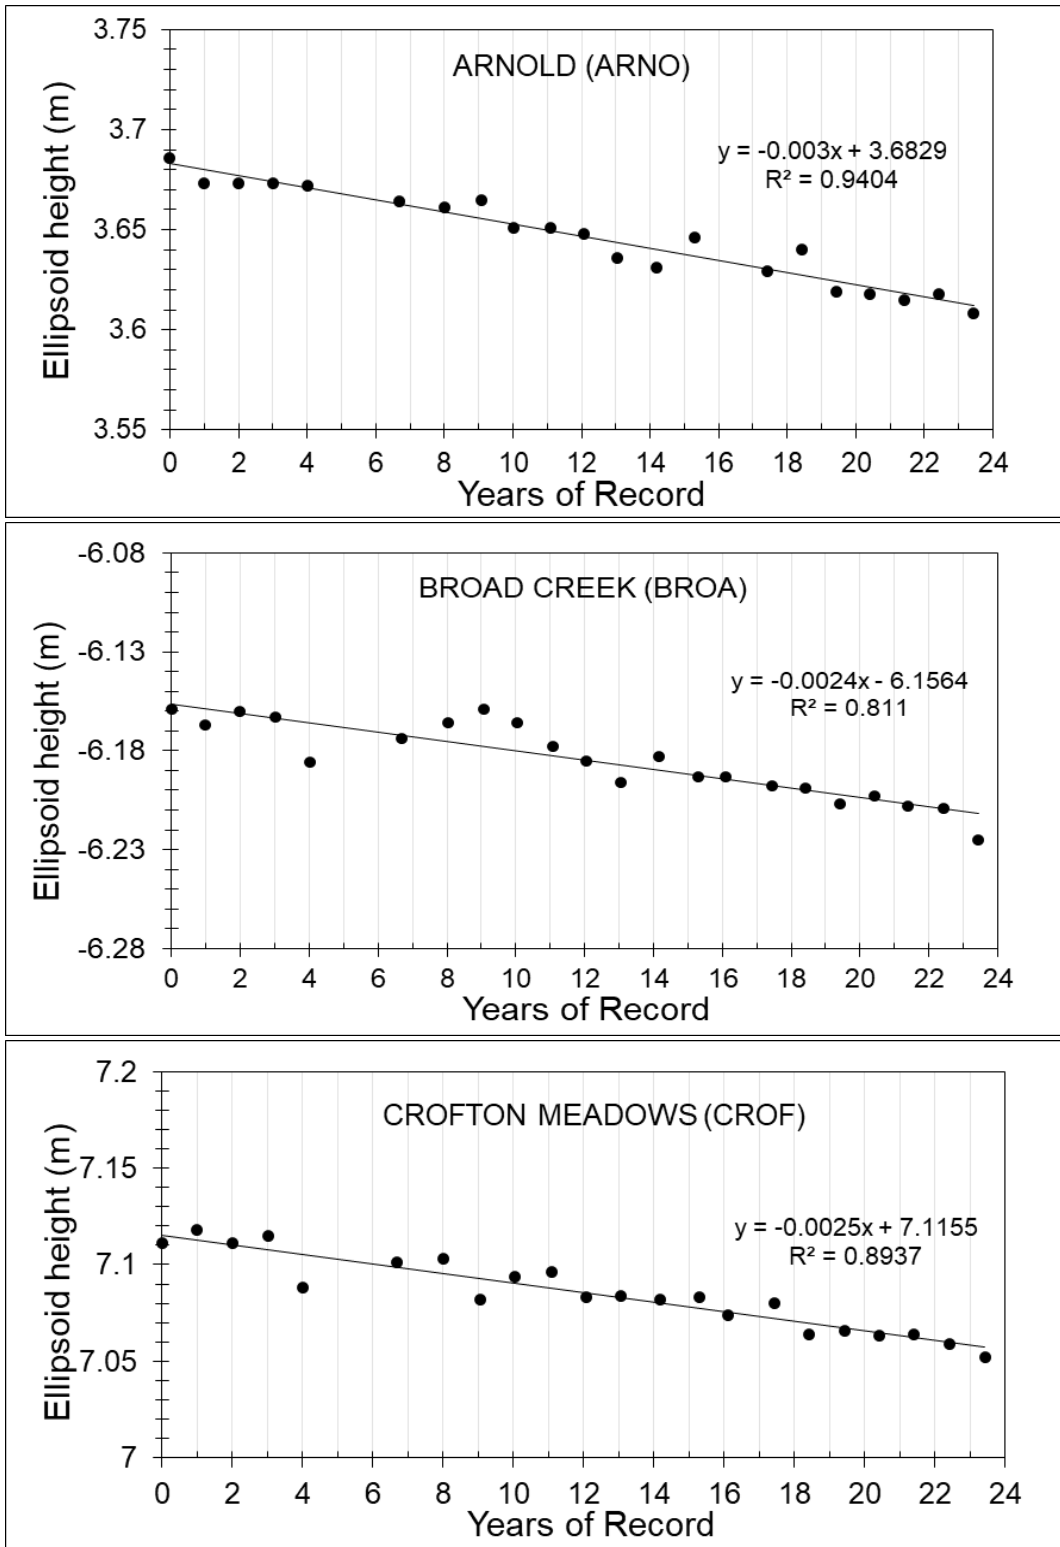 ARNOLD (ARNO)
Ellipsoid height (m)
3.75
3.7
3.65
3.6
3.55
y = -0.003x + 3.6829
R² = 0.9404
0 2 4 6 8 10 12 14 16 18 20 22 24
Years of Record
BROAD CREEK (BROA)
Ellipsoid height (m)
-6.08
-6.13
-6.18
-6.23
-6.28
y = -0.0024x - 6.1564
R² = 0.811
0 2 4 6 8 10 12 14 16 18 20 22 24
Years of Record
CROFTON MEADOWS (CROF)
Ellipsoid height (m)
7.2
7.15
7.1
7.05
7
y = -0.0025x + 7.1155
R² = 0.8937
0 2 4 6 8 10 12 14 16 18 20 22 24
Years of Record